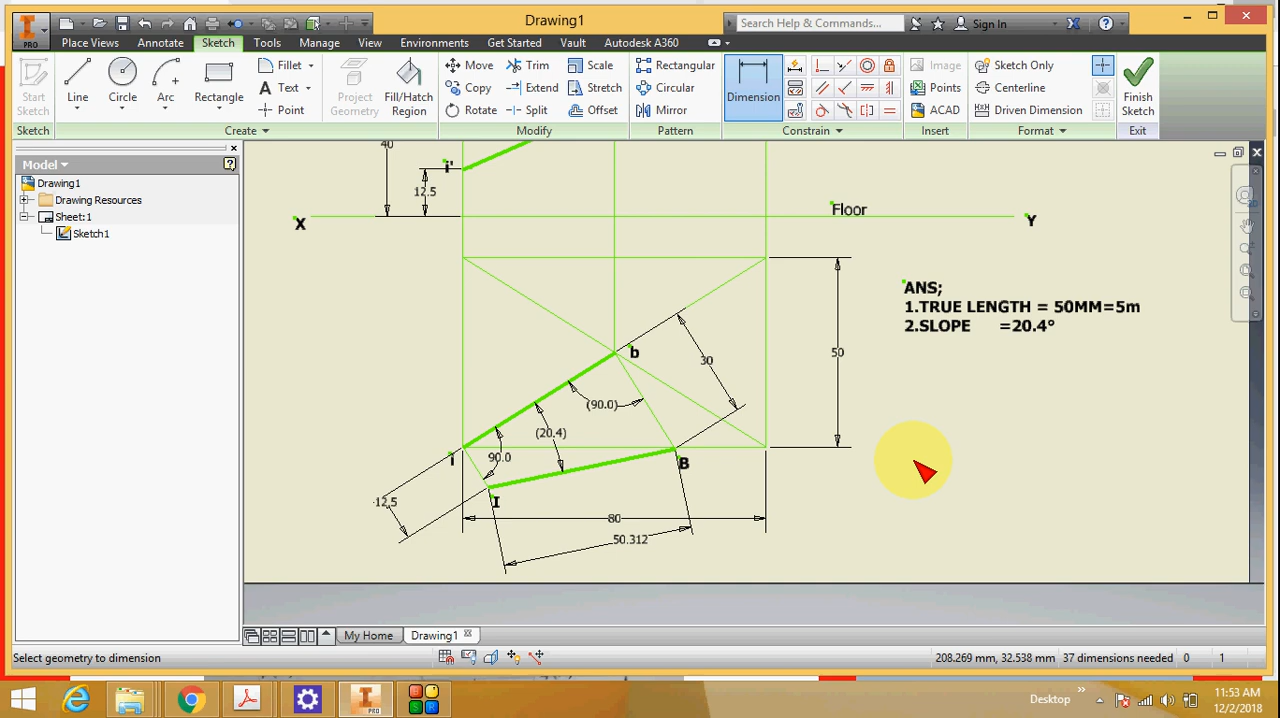 Drawing1
Search Help & Commands...
Sign In
PRO
Place Views Annotate Sketch Tools Manage View Environments Get Started Vault Autodesk A360
Start Sketch
Line
Circle
Arc
Rectangle
Fillet
Text
Point
Project Geometry
Fill/Hatch Region
Move
Copy
Rotate
Trim
Extend
Split
Scale
Stretch
Offset
Rectangular
Circular
Mirror
Dimension
Image
Points
ACAD
Sketch Only
Centerline
Driven Dimension
Finish Sketch
Sketch Create Modify Pattern Constrain Insert Format Exit
Model
Drawing1
Drawing Resources
Sheet:1
Sketch1
40
i'
12.5
X
Floor
Y
ANS;
1.TRUE LENGTH = 50MM=5m
2.SLOPE =20.4°
b
30
50
(90.0)
(20.4)
i
90.0
B
I
12.5
80
50.312
My Home
Drawing1
Select geometry to dimension
208.269 mm, 32.538 mm 37 dimensions needed 0 1
PRO
Desktop
11:53 AM
12/2/2018